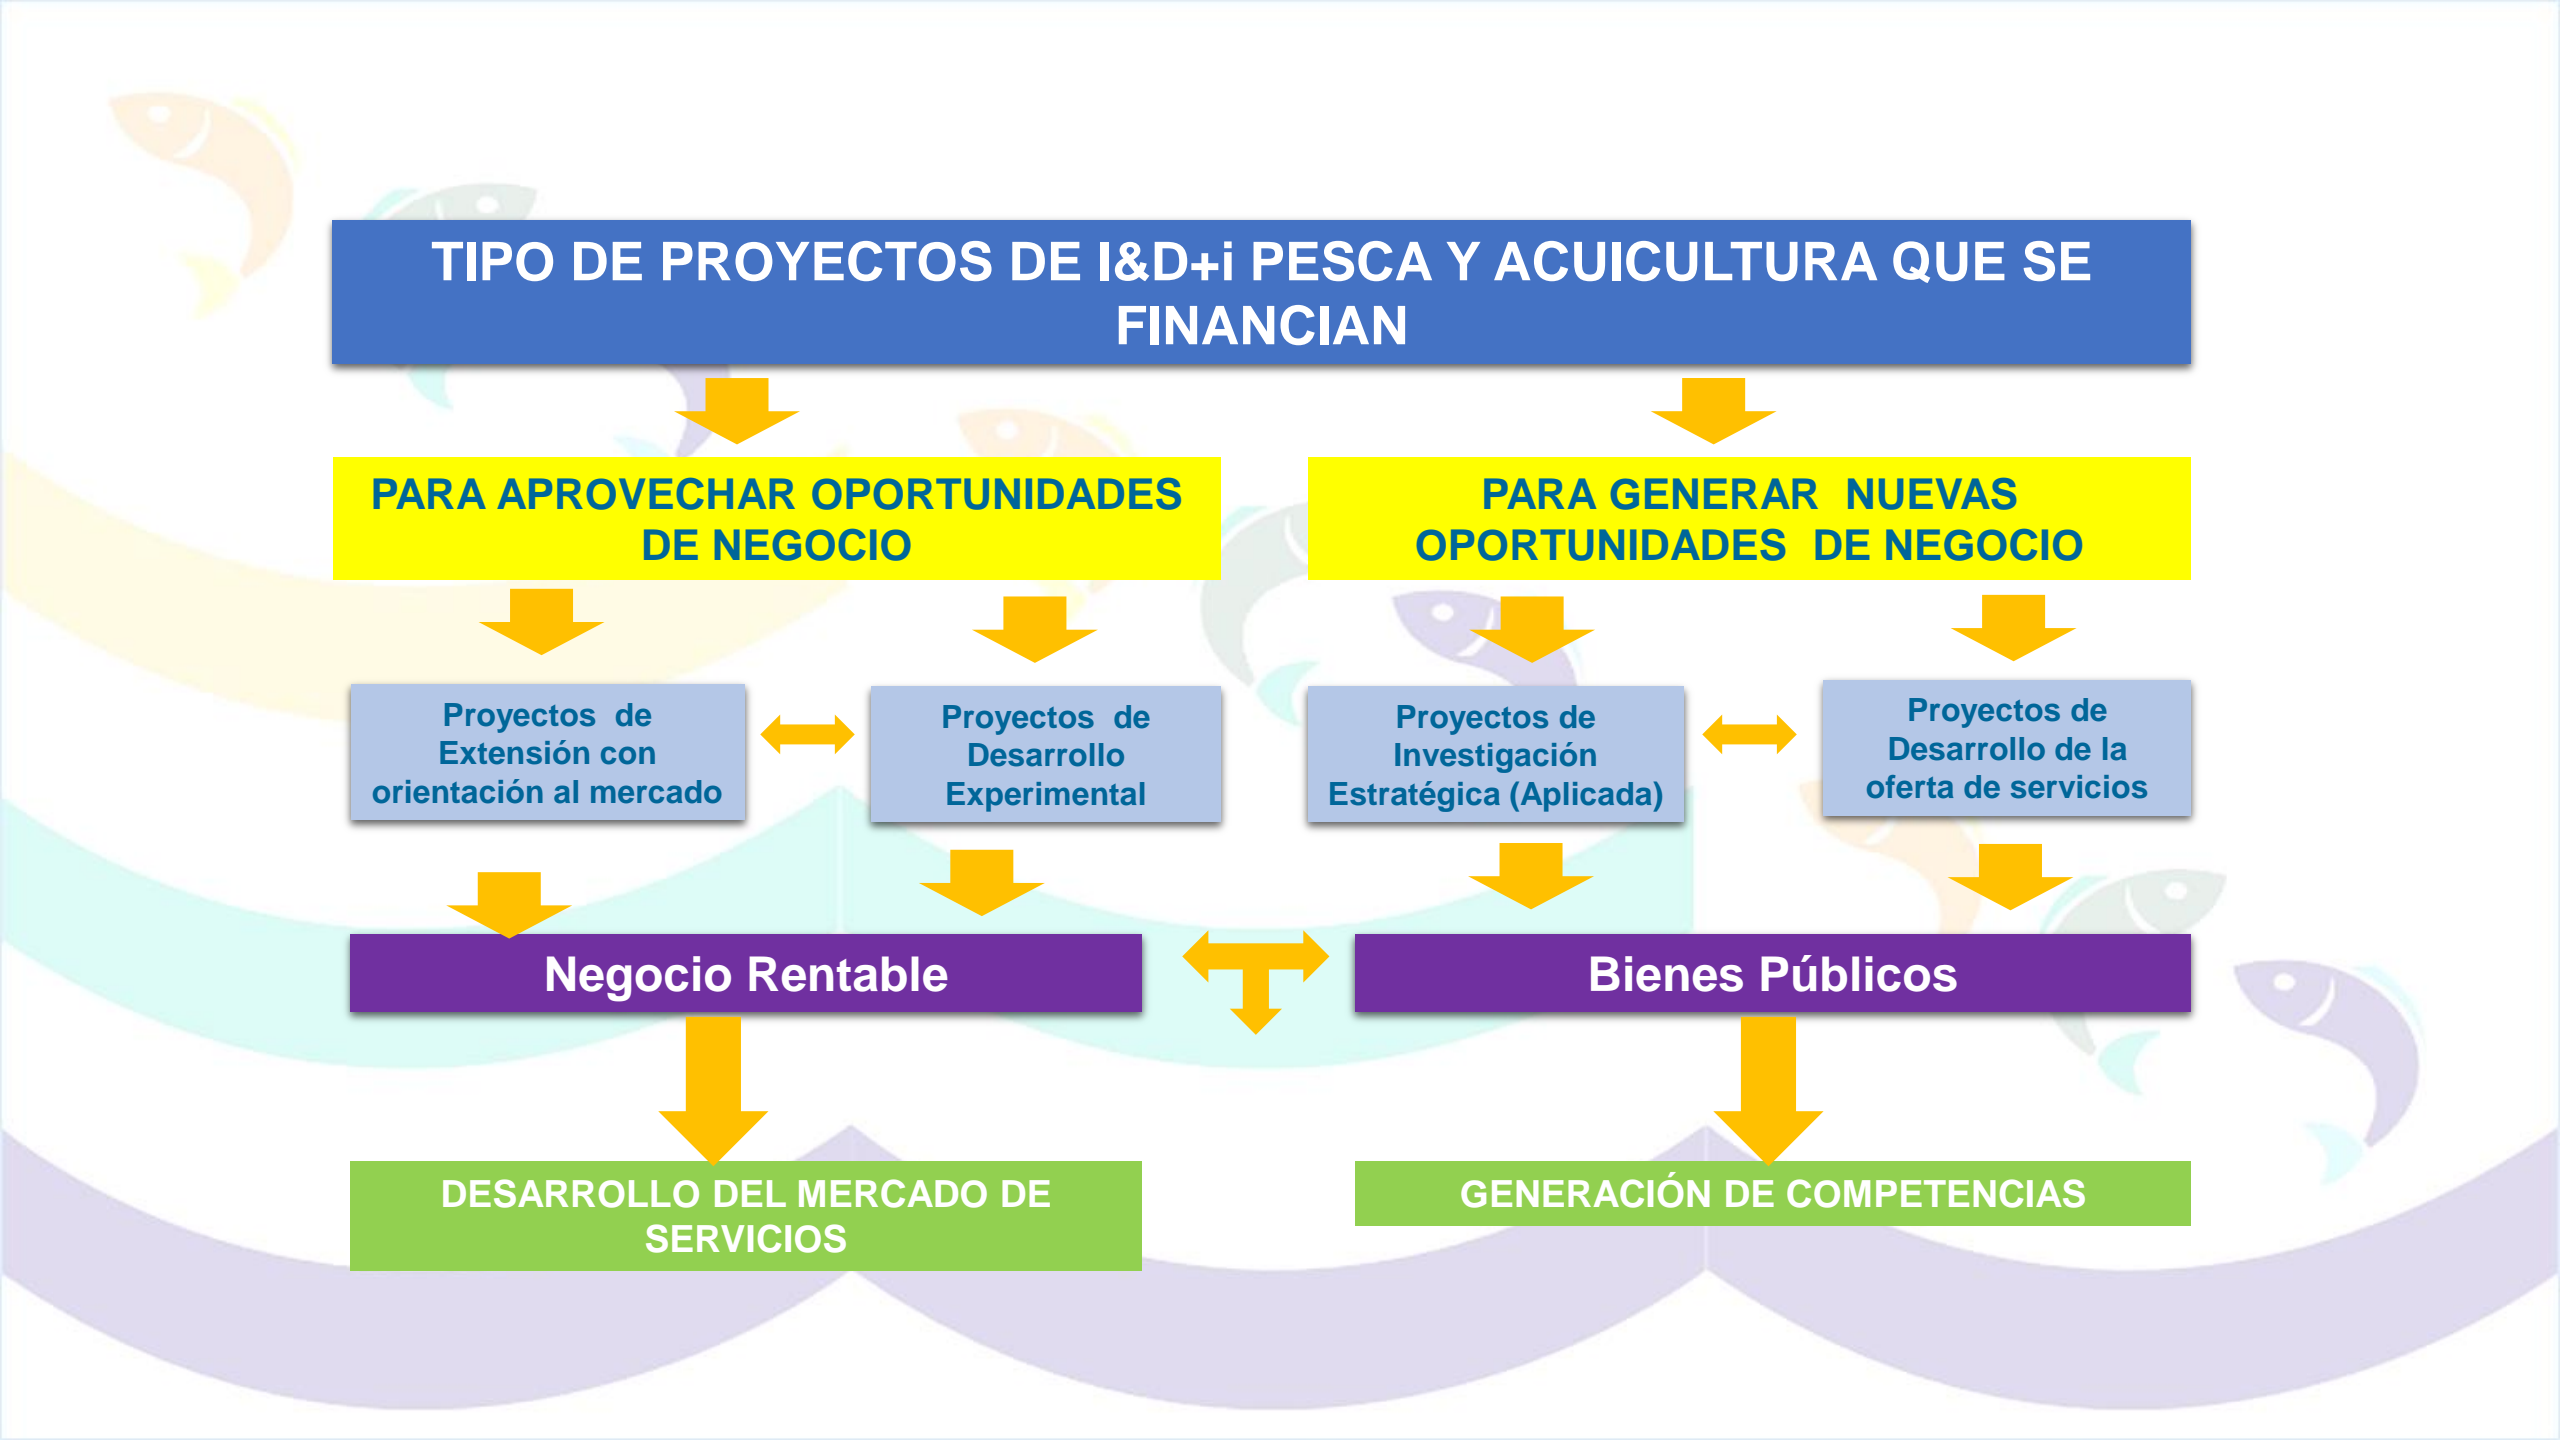 TIPO DE PROYECTOS DE I&D+i PESCA Y ACUICULTURA QUE SE
FINANCIAN
PARA APROVECHAR OPORTUNIDADES
DE NEGOCIO
PARA GENERAR  NUEVAS
OPORTUNIDADES  DE NEGOCIO
Proyectos  de
Extensión con
orientación al mercado
Proyectos  de
Desarrollo
Experimental
Proyectos de
Investigación
Estratégica (Aplicada)
Proyectos de
Desarrollo de la
oferta de servicios
Negocio Rentable
Bienes Públicos
DESARROLLO DEL MERCADO DE
SERVICIOS
GENERACIÓN DE COMPETENCIAS